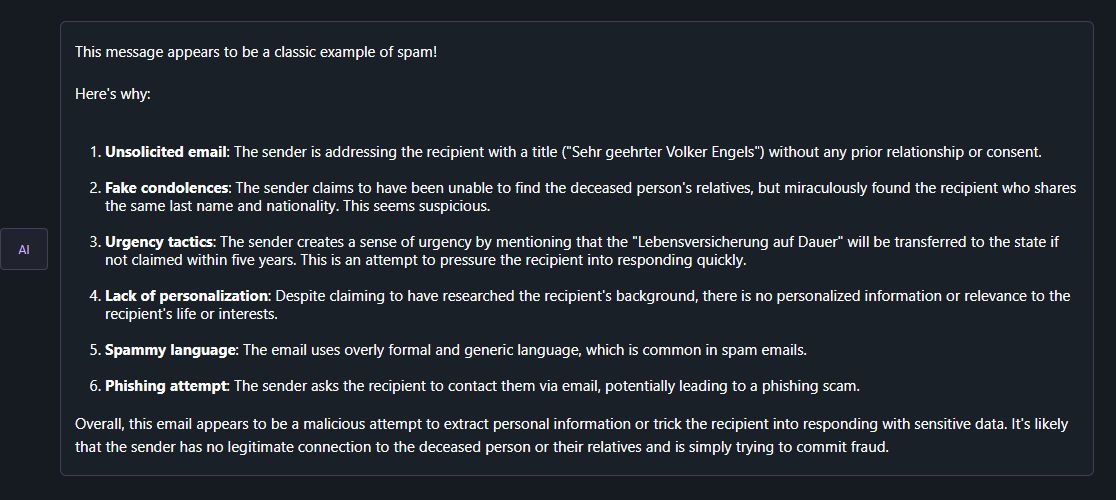 This message appears to be a classic example of spam!
Here's why:
1. Unsolicited email: The sender is addressing the recipient with a title ("Sehr geehrter Volker Engels") without any prior relationship or consent.
2. Fake condolences: The sender claims to have been unable to find the deceased person's relatives, but miraculously found the recipient who shares
the same last name and nationality. This seems suspicious.
3. Urgency tactics: The sender creates a sense of urgency by mentioning that the "Lebensversicherung auf Dauer" will be transferred to the state if
not claimed within five years. This is an attempt to pressure the recipient into responding quickly.
AI
4. Lack of personalization: Despite claiming to have researched the recipient's background, there is no personalized information or relevance to the
recipient's life or interests.
5. Spammy language: The email uses overly formal and generic language, which is common in spam emails.
6. Phishing attempt: The sender asks the recipient to contact them via email, potentially leading to a phishing scam.
Overall, this email appears to be a malicious attempt to extract personal information or trick the recipient into responding with sensitive data. It's likely
that the sender has no legitimate connection to the deceased person or their relatives and is simply trying to commit fraud.